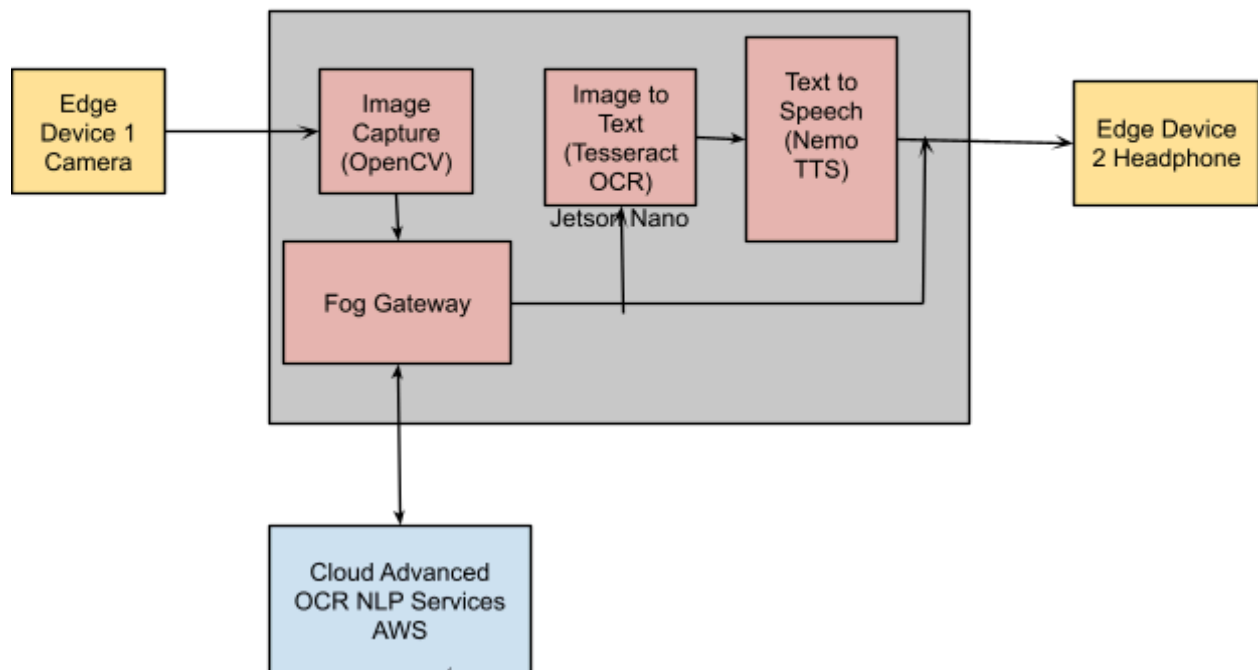 Edge
Device 1
Camera
Image
Capture
(OpenCV)
Image to
Text
(Tesseract
OCR)
Jetson Nano
Text to
Speech
(Nemo
TTS)
Edge Device
2 Headphone
Fog Gateway
Cloud Advanced
OCR NLP Services
AWS